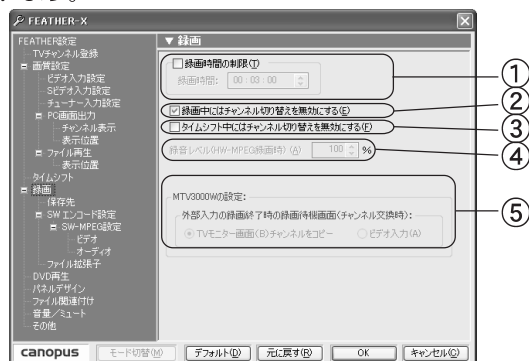 FEATHER-X
FEATHER設定
TVチャンネル登録
画質設定
ビデオ入力設定
Sビデオ入力設定
チューナー入力設定
PC画面出力
チャンネル表示
表示位置
ファイル再生
表示位置
タイムシフト
録画
保存先
SWエンコード設定
SW-MPEG設定
ビデオ
オーディオ
ファイル拡張子
DVD再生
パネルデザイン
ファイル関連付け
音量/ミュート
その他
▼ 録画
録画時間の制限(T)
録画時間: 00:03:00
録画中にはチャンネル切り替えを無効にする(E)
タイムシフト中にはチャンネル切り替えを無効にする(F)
録音レベル(HW-MPEG録画時)(A) 100 %
MTV3000Wの設定:
外部入力の録画終了時の録画待機画面(チャンネル交換時):
TVモニター画面(B)チャンネルをコピー ビデオ入力(A)
①
②
③
④
⑤
canopus モード切替(M) デフォルト(D) 元に戻す(R) OK キャンセル(C)